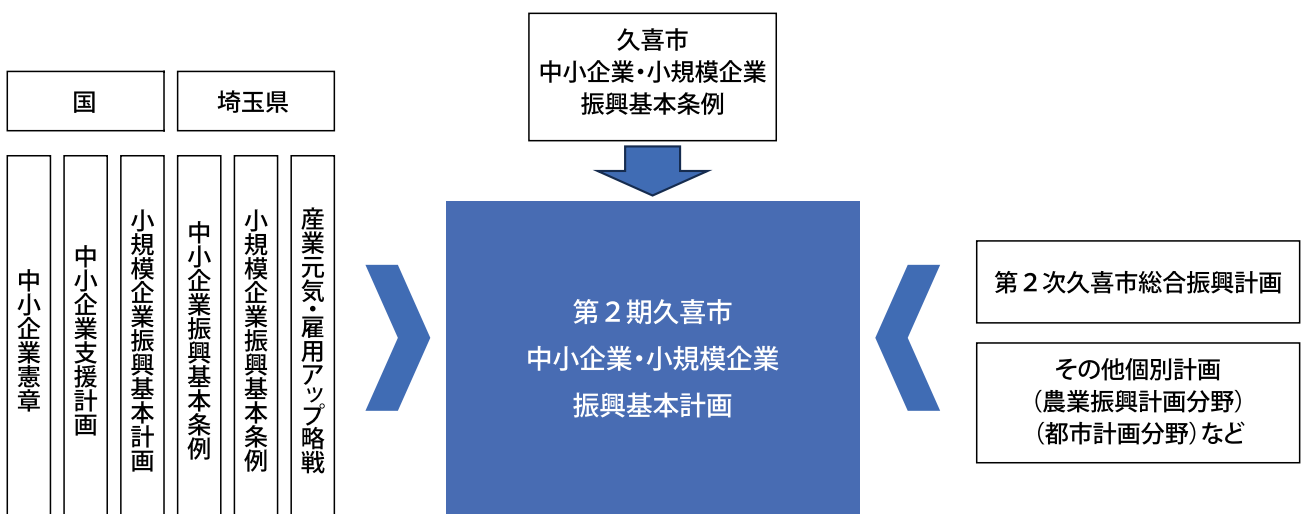 国
埼玉県
中小企業憲章
中小企業支援計画
小規模企業振興基本計画
中小企業振興基本条例
小規模企業振興基本条例
産業元気・雇用アップ略戦
久喜市
中小企業・小規模企業
振興基本条例
第２期久喜市
中小企業・小規模企業
振興基本計画
第２次久喜市総合振興計画
その他個別計画
（農業振興計画分野）
（都市計画分野）など